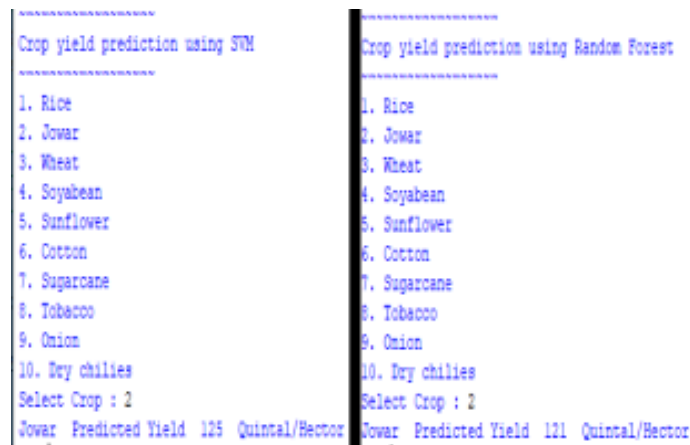 ~~~~~~~~~~~~~~~~~~
Crop yield prediction using SVM
~~~~~~~~~~~~~~~~~~
1. Rice
2. Jowar
3. Wheat
4. Soyabean
5. Sunflower
6. Cotton
7. Sugarcane
8. Tobacco
9. Onion
10. Dry chilies
Select Crop : 2
Jowar Predicted Yield 125 Quintal/Hector
~~~~~~~~~~~~~~~~~~
Crop yield prediction using Random Forest
~~~~~~~~~~~~~~~~~~
1. Rice
2. Jowar
3. Wheat
4. Soyabean
5. Sunflower
6. Cotton
7. Sugarcane
8. Tobacco
9. Onion
10. Dry chilies
Select Crop : 2
Jowar Predicted Yield 121 Quintal/Hector